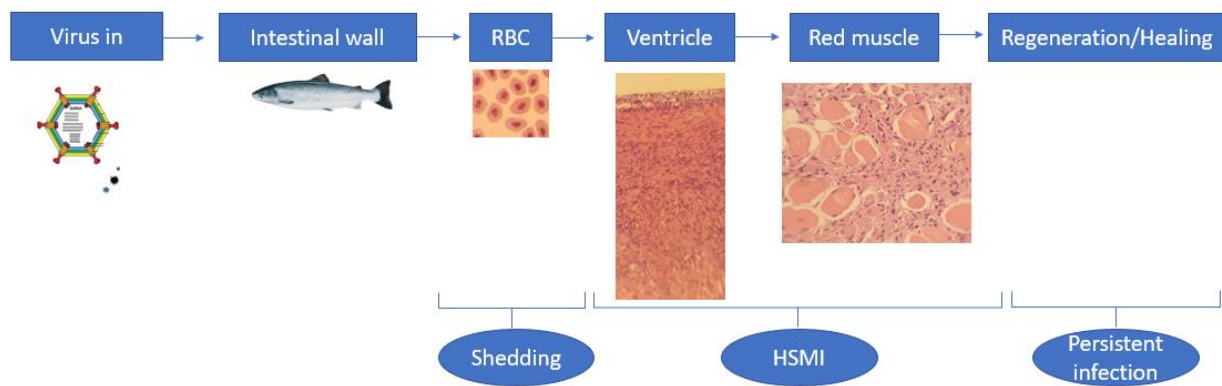 Virus in
Intestinal wall
RBC
Ventricle
Red muscle
Regeneration/Healing
Shedding
HSMI
Persistent
infection